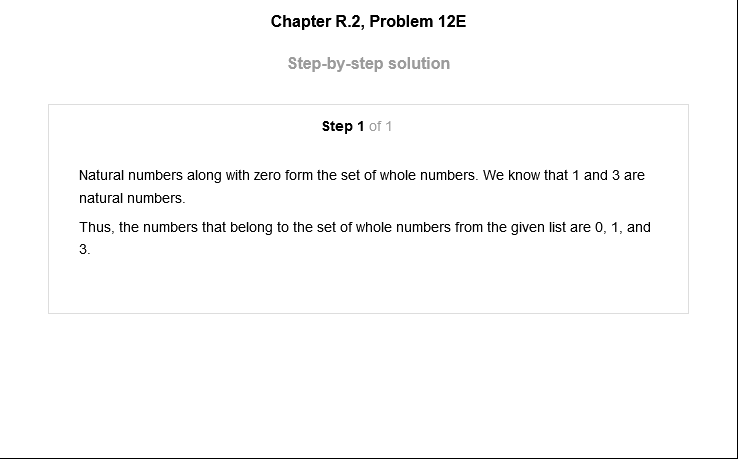 Chapter R.2, Problem 12E
Step-by-step solution
Step 1 of 1
Natural numbers along with zero form the set of whole numbers. We know that 1 and 3 are
natural numbers.
Thus, the numbers that belong to the set of whole numbers from the given list are 0, 1, and
3.